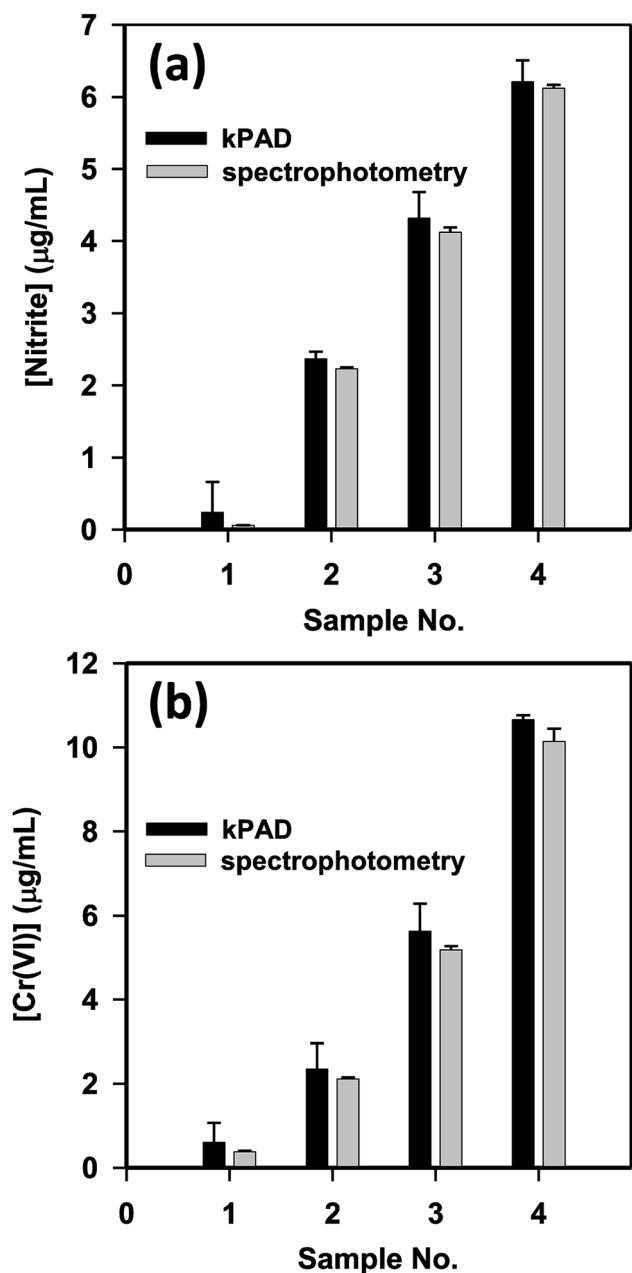 (a)
kPAD
spectrophotometry
[Nitrite] (μg/mL)
7
6
5
4
3
2
1
0
0 1 2 3 4
Sample No.
(b)
kPAD
spectrophotometry
[Cr(VI)] (μg/mL)
12
10
8
6
4
2
0
0 1 2 3 4
Sample No.